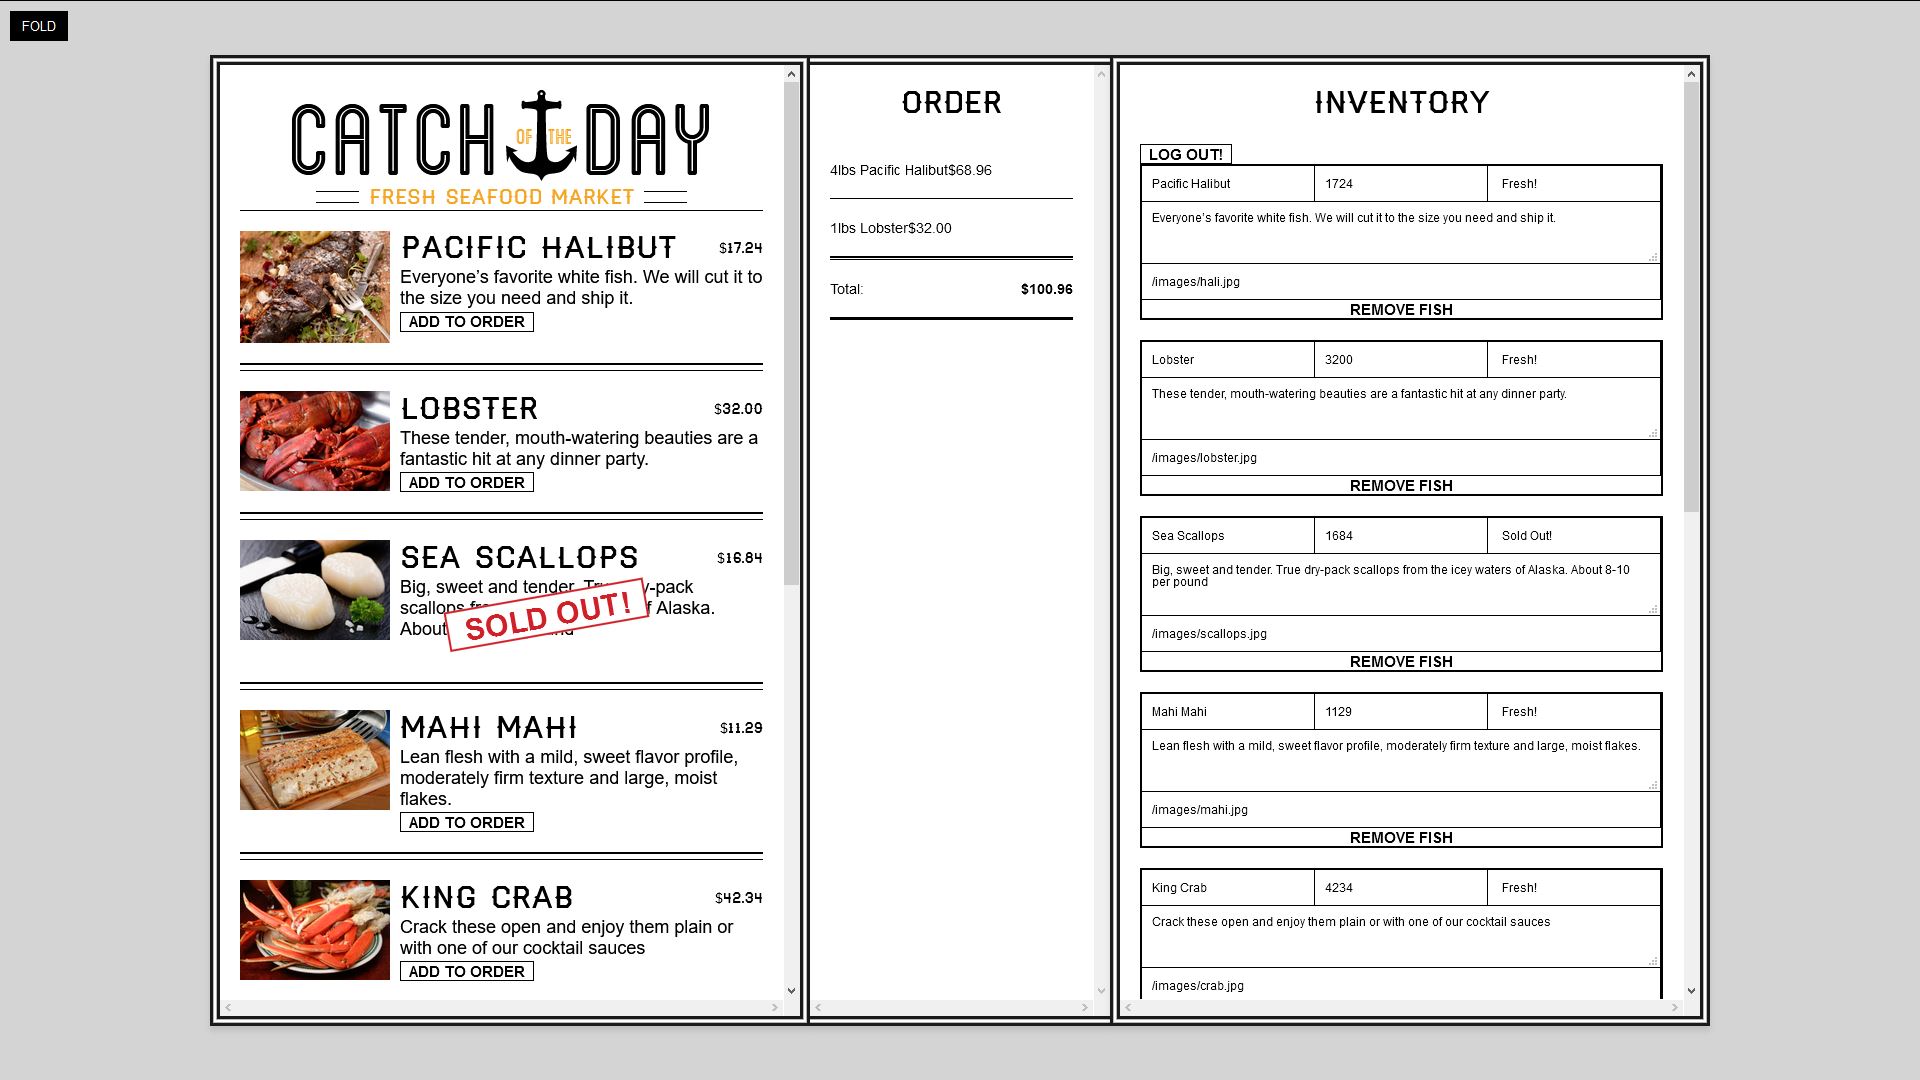 FOLD
CATCH OF THE DAY
FRESH SEAFOOD MARKET
PACIFIC HALIBUT $17.24
Everyone’s favorite white fish. We will cut it to
the size you need and ship it.
ADD TO ORDER
LOBSTER $32.00
These tender, mouth-watering beauties are a
fantastic hit at any dinner party.
ADD TO ORDER
SEA SCALLOPS $16.84
Big, sweet and tender. True dry-pack
scallops of Alaska.
About
SOLD OUT!
MAHI MAHI $11.29
Lean flesh with a mild, sweet flavor profile,
moderately firm texture and large, moist
flakes.
ADD TO ORDER
KING CRAB $42.34
Crack these open and enjoy them plain or
with one of our cocktail sauces
ADD TO ORDER
ORDER
4lbs Pacific Halibut$68.96
1lbs Lobster$32.00
Total: $100.96
INVENTORY
LOG OUT!
Pacific Halibut 1724 Fresh!
Everyone’s favorite white fish. We will cut it to the size you need and ship it.
/images/hali.jpg
REMOVE FISH
Lobster 3200 Fresh!
These tender, mouth-watering beauties are a fantastic hit at any dinner party.
/images/lobster.jpg
REMOVE FISH
Sea Scallops 1684 Sold Out!
Big, sweet and tender. True dry-pack scallops from the icey waters of Alaska. About 8-10
per pound
/images/scallops.jpg
REMOVE FISH
Mahi Mahi 1129 Fresh!
Lean flesh with a mild, sweet flavor profile, moderately firm texture and large, moist flakes.
/images/mahi.jpg
REMOVE FISH
King Crab 4234 Fresh!
Crack these open and enjoy them plain or with one of our cocktail sauces
/images/crab.jpg